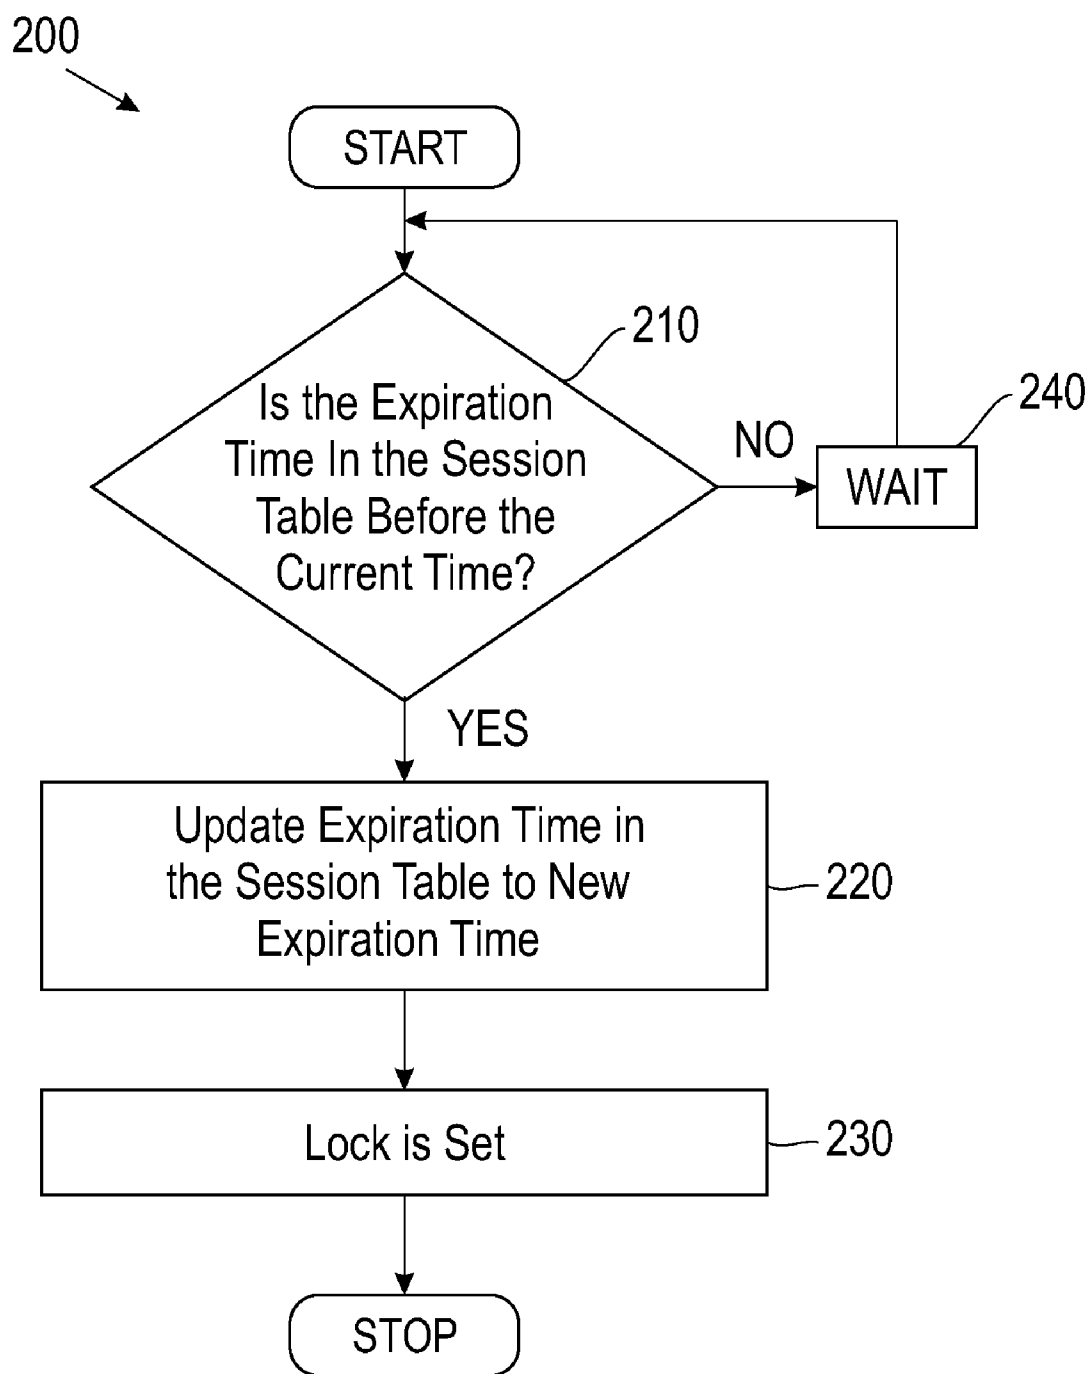 200
START
210
Is the Expiration
Time In the Session
Table Before the
Current Time?
NO
240
WAIT
YES
Update Expiration Time in
the Session Table to New
Expiration Time
220
Lock is Set
230
STOP